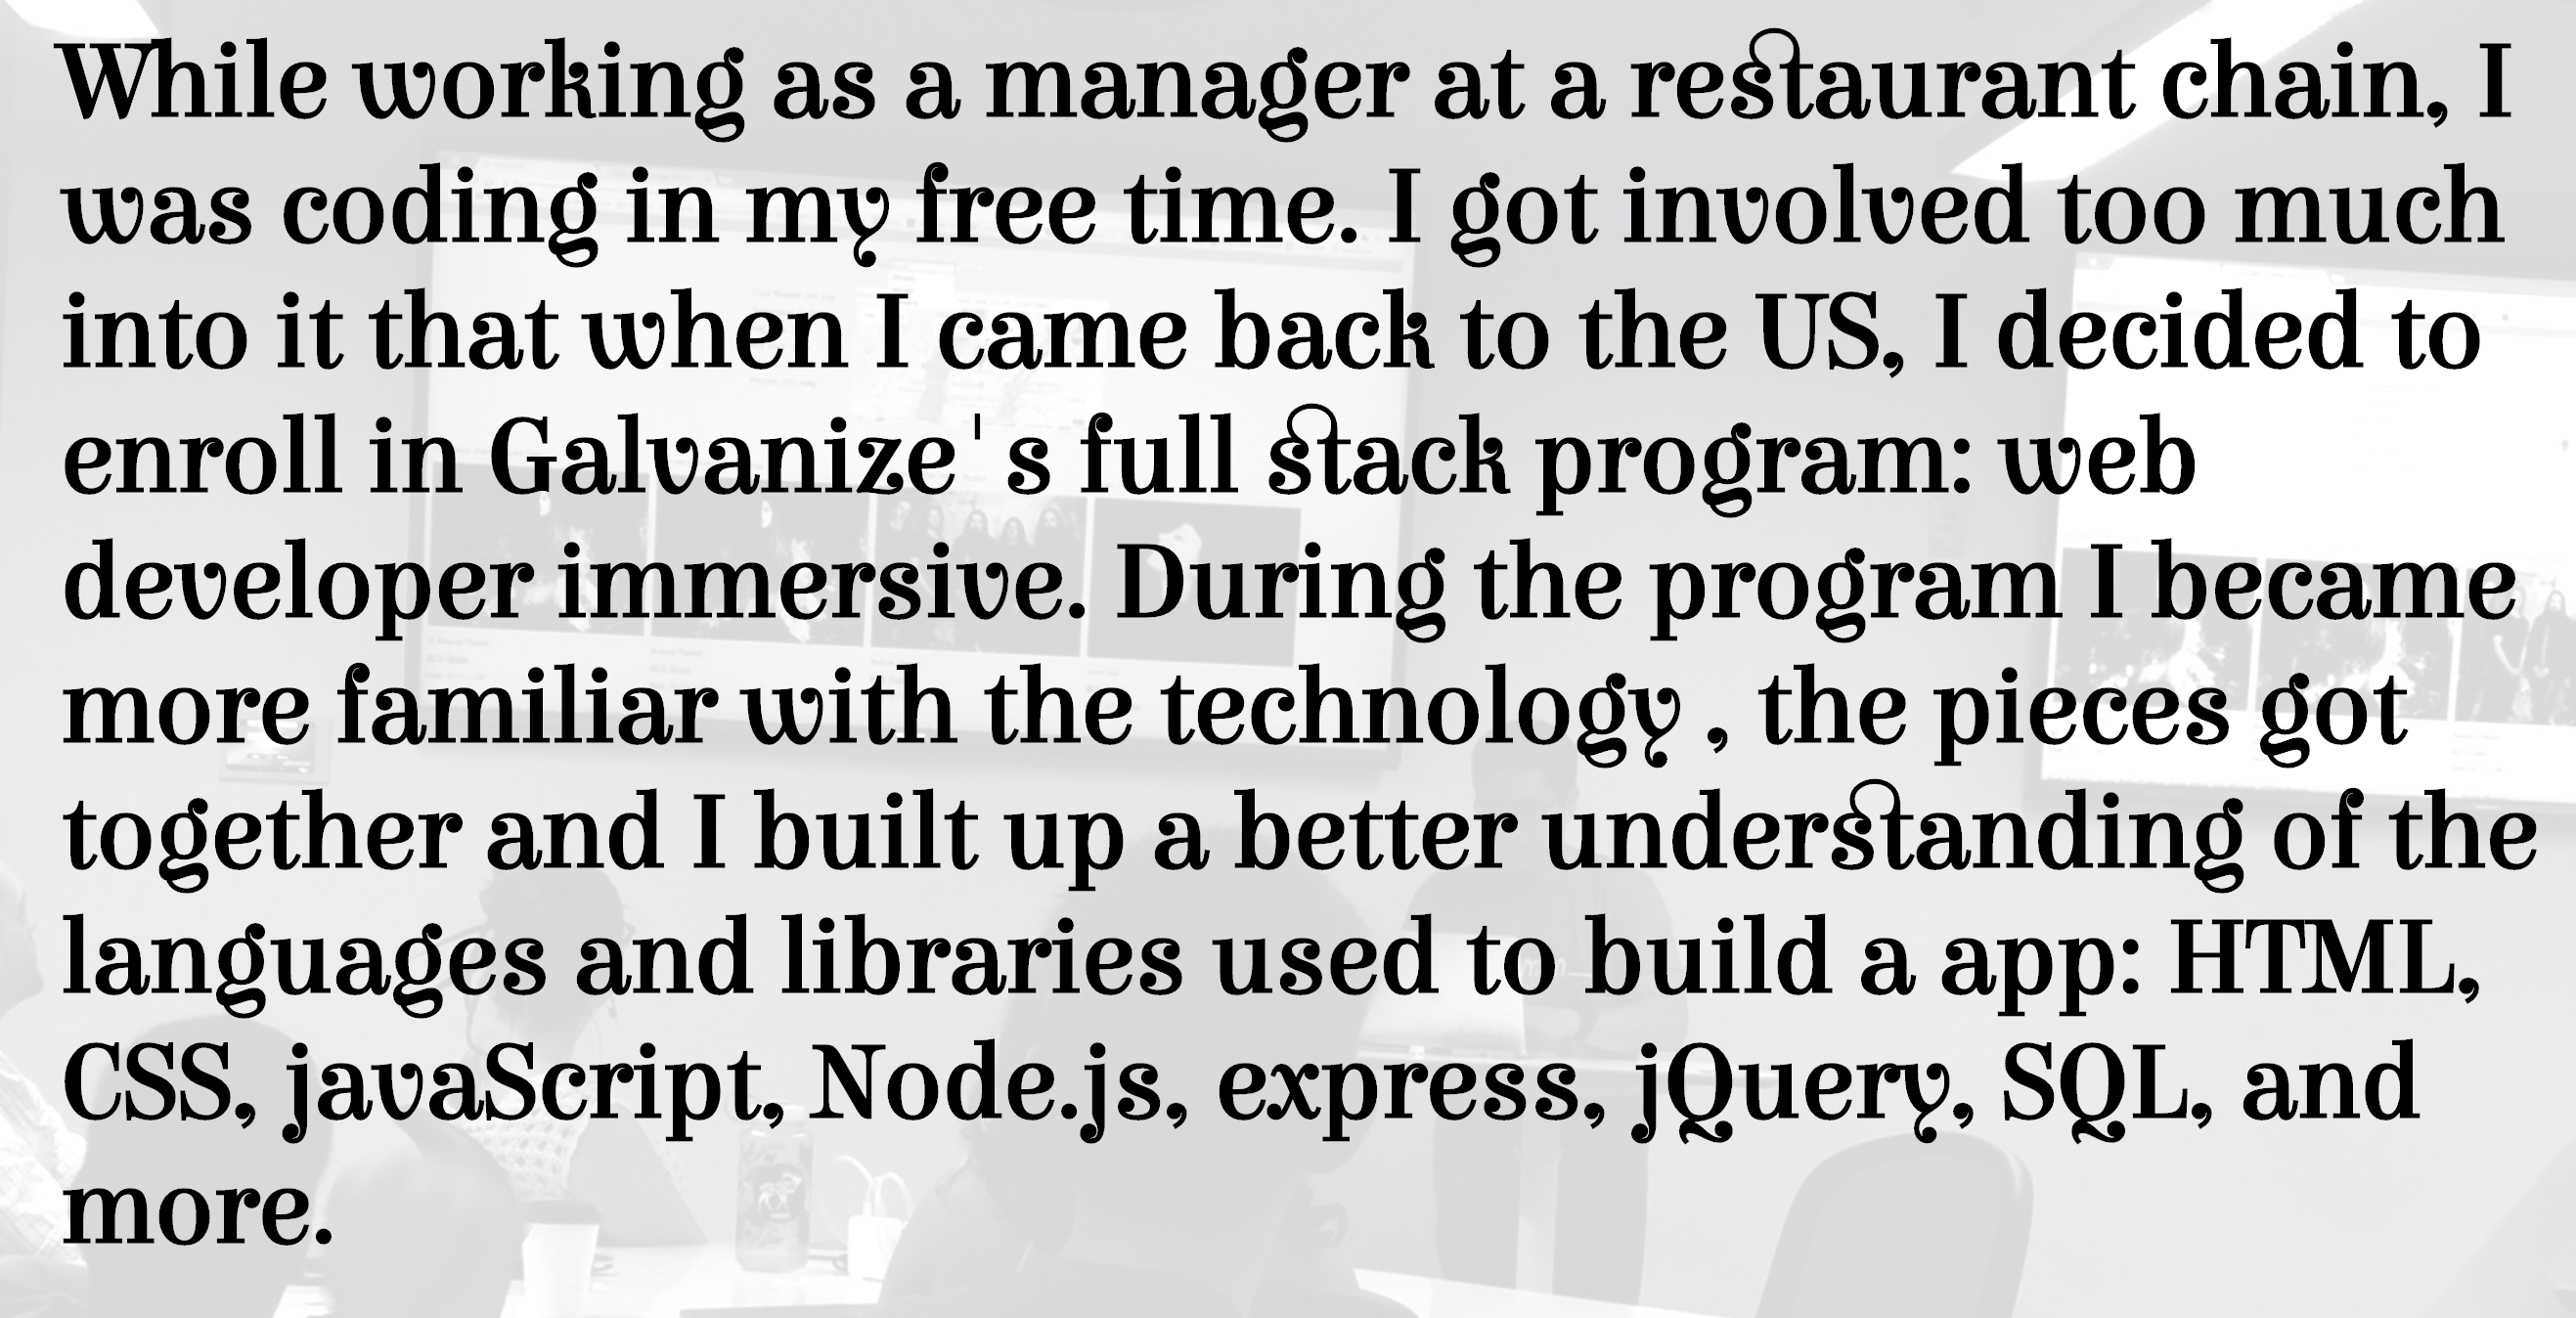 While working as a manager at a restaurant chain, I
was coding in my free time. I got involved too much
into it that when I came back to the US, I decided to
enroll in Galvanize's full stack program: web
developer immersive. During the program I became
more familiar with the technology , the pieces got
together and I built up a better understanding of the
languages and libraries used to build a app: HTML,
CSS, javaScript, Node.js, express, jQuery, SQL, and
more.